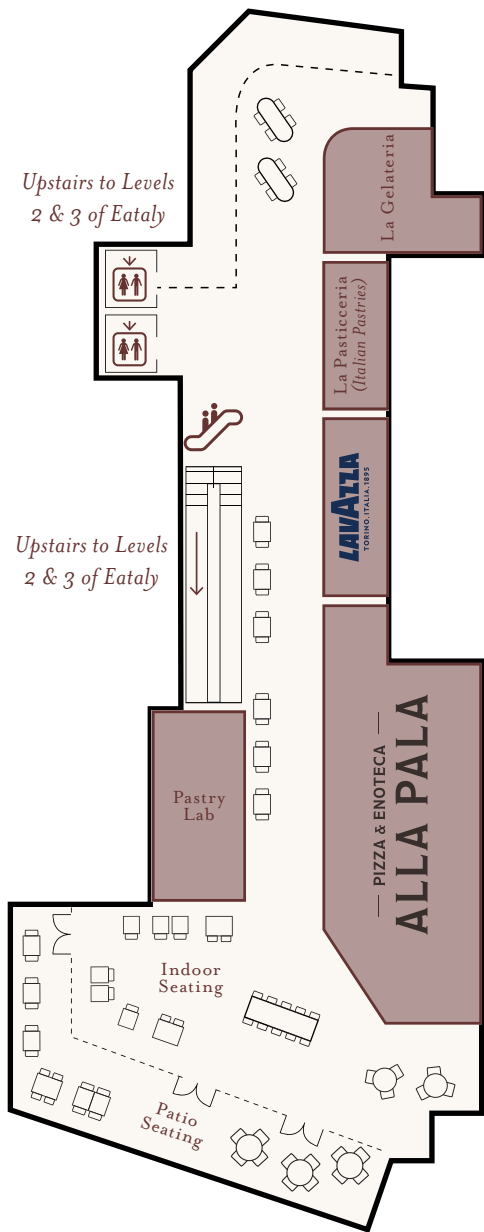 La Gelateria
Upstairs to Levels
2 & 3 of Eataly
La Pasticceria
(Italian Pastries)
LAVAZZA
TORINO, ITALIA, 1895
Upstairs to Levels
2 & 3 of Eataly
PIZZA & ENOTECA
ALLA PALA
Pastry
Lab
Indoor
Seating
Patio
Seating